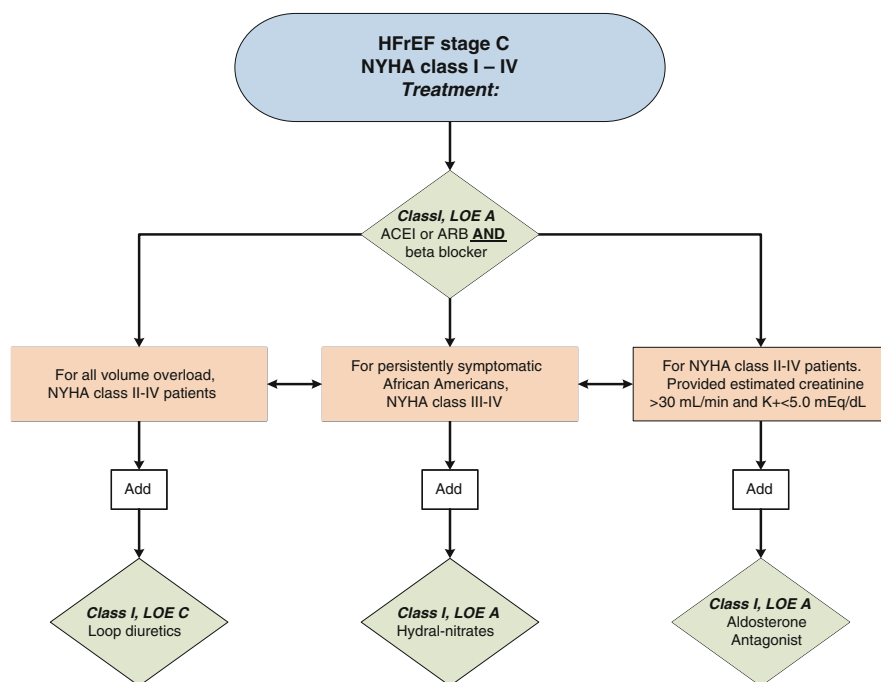 HFrEF stage C
NYHA class I – IV
Treatment:
ClassI, LOE A
ACEI or ARB AND
beta blocker
For all volume overload,
NYHA class II-IV patients
For persistently symptomatic
African Americans,
NYHA class III-IV
For NYHA class II-IV patients.
Provided estimated creatinine
>30 mL/min and K+<5.0 mEq/dL
Add
Add
Add
Class I, LOE C
Loop diuretics
Class I, LOE A
Hydral-nitrates
Class I, LOE A
Aldosterone
Antagonist